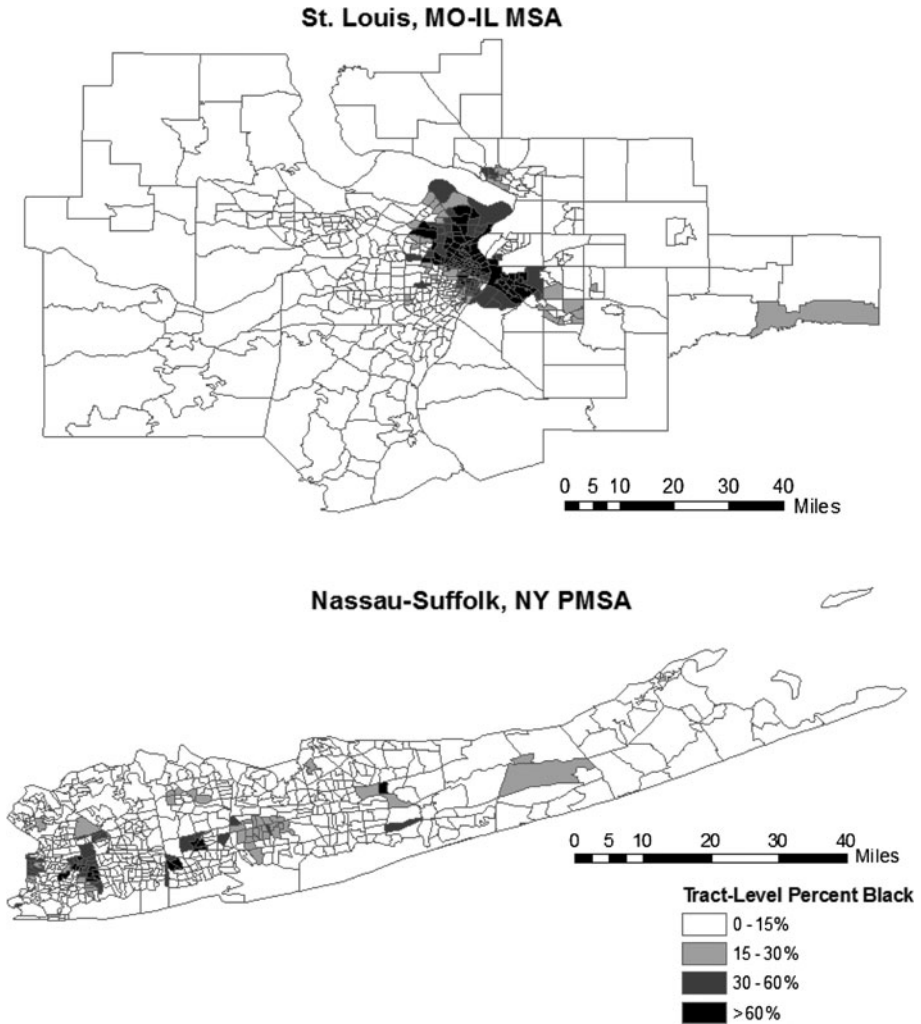 St. Louis, MO-IL MSA
0 5 10 20 30 40
Miles
Nassau-Suffolk, NY PMSA
0 5 10 20 30 40
Miles
Tract-Level Percent Black
0 - 15%
15 - 30%
30 - 60%
>60%